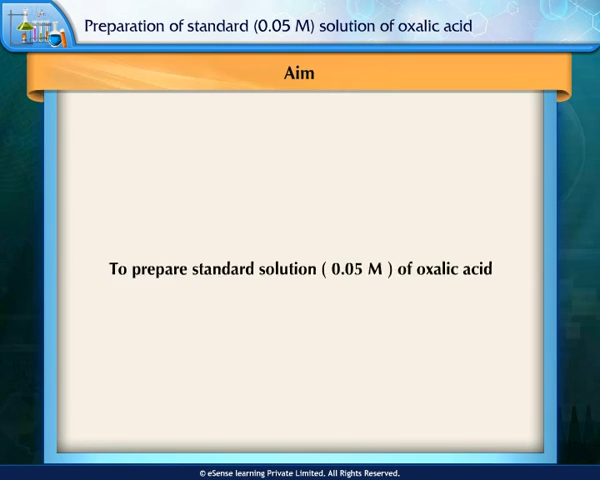 Preparation of standard (0.05 M) solution of oxalic acid
Aim
To prepare standard solution ( 0.05 M ) of oxalic acid
© eSense learning Private Limited. All Rights Reserved.